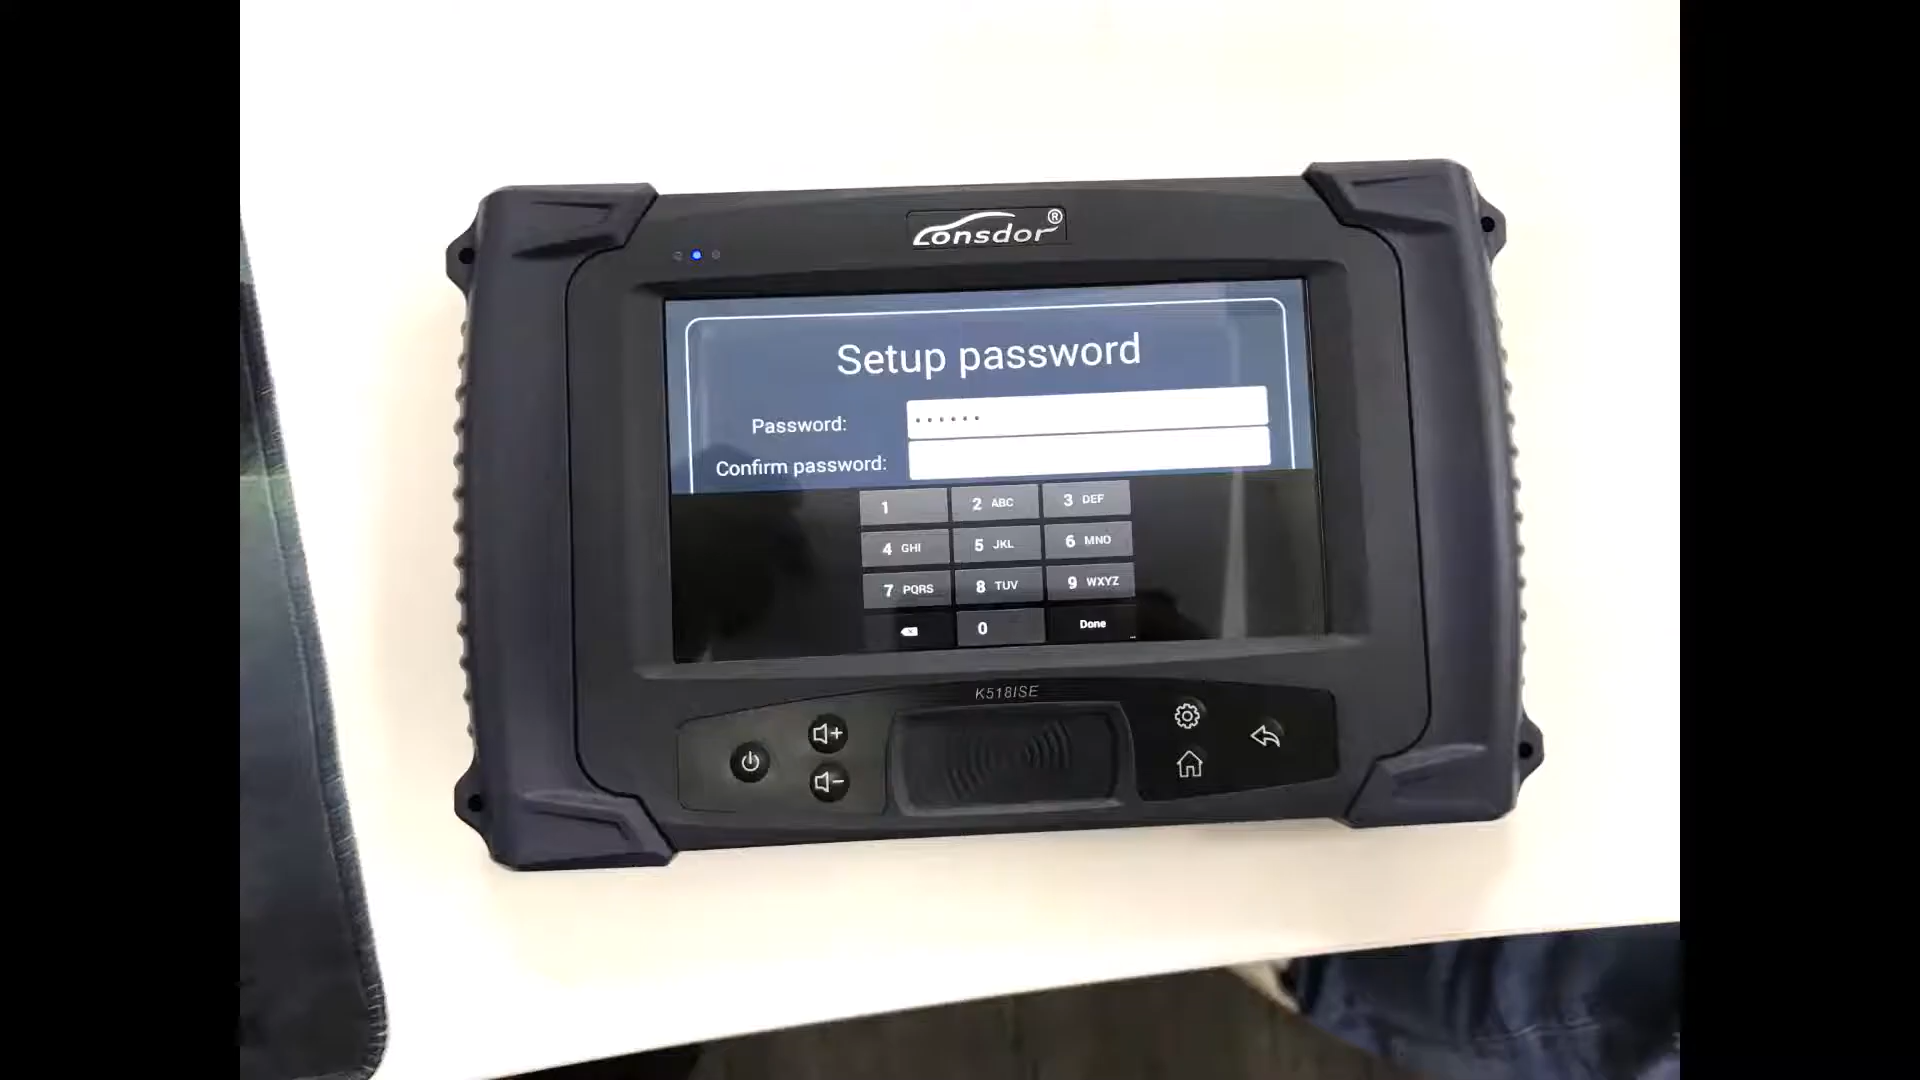 Lonsdor®
Setup password
Password: ······
Confirm password:
1
2 ABC
3 DEF
4 GHI
5 JKL
6 MNO
7 PQRS
8 TUV
9 WXYZ
0
Done
K518ISE